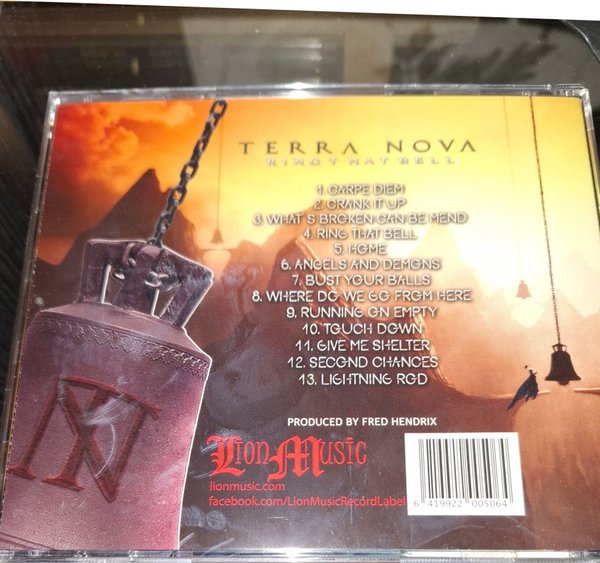 TERRA NOVA
RING THAT BELL
1. CARPE DIEM
2. CRANK IT UP
3. WHAT'S BROKEN CAN BE MEND
4. RING THAT BELL
5. HOME
6. ANGELS AND DEMONS
7. BUST YOUR BALLS
8. WHERE DO WE GO FROM HERE
9. RUNNING ON EMPTY
10. TOUCH DOWN
11. GIVE ME SHELTER
12. SECOND CHANCES
13. LIGHTNING ROD
PRODUCED BY FRED HENDRIX
LION MUSIC
lionmusic.com
facebook.com/LionMusicRecordLabel
6 419922 005064
TN